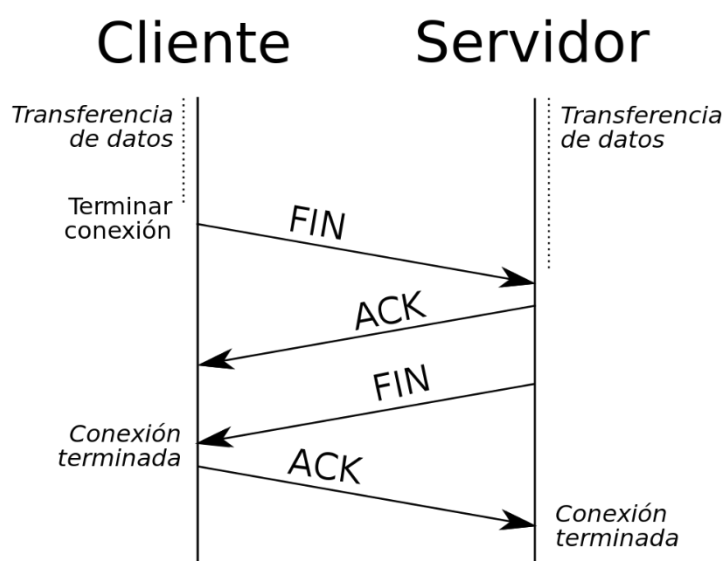 Cliente
Servidor
Transferencia
de datos
Transferencia
de datos
Terminar
conexión
FIN
ACK
FIN
Conexión
terminada
ACK
Conexión
terminada